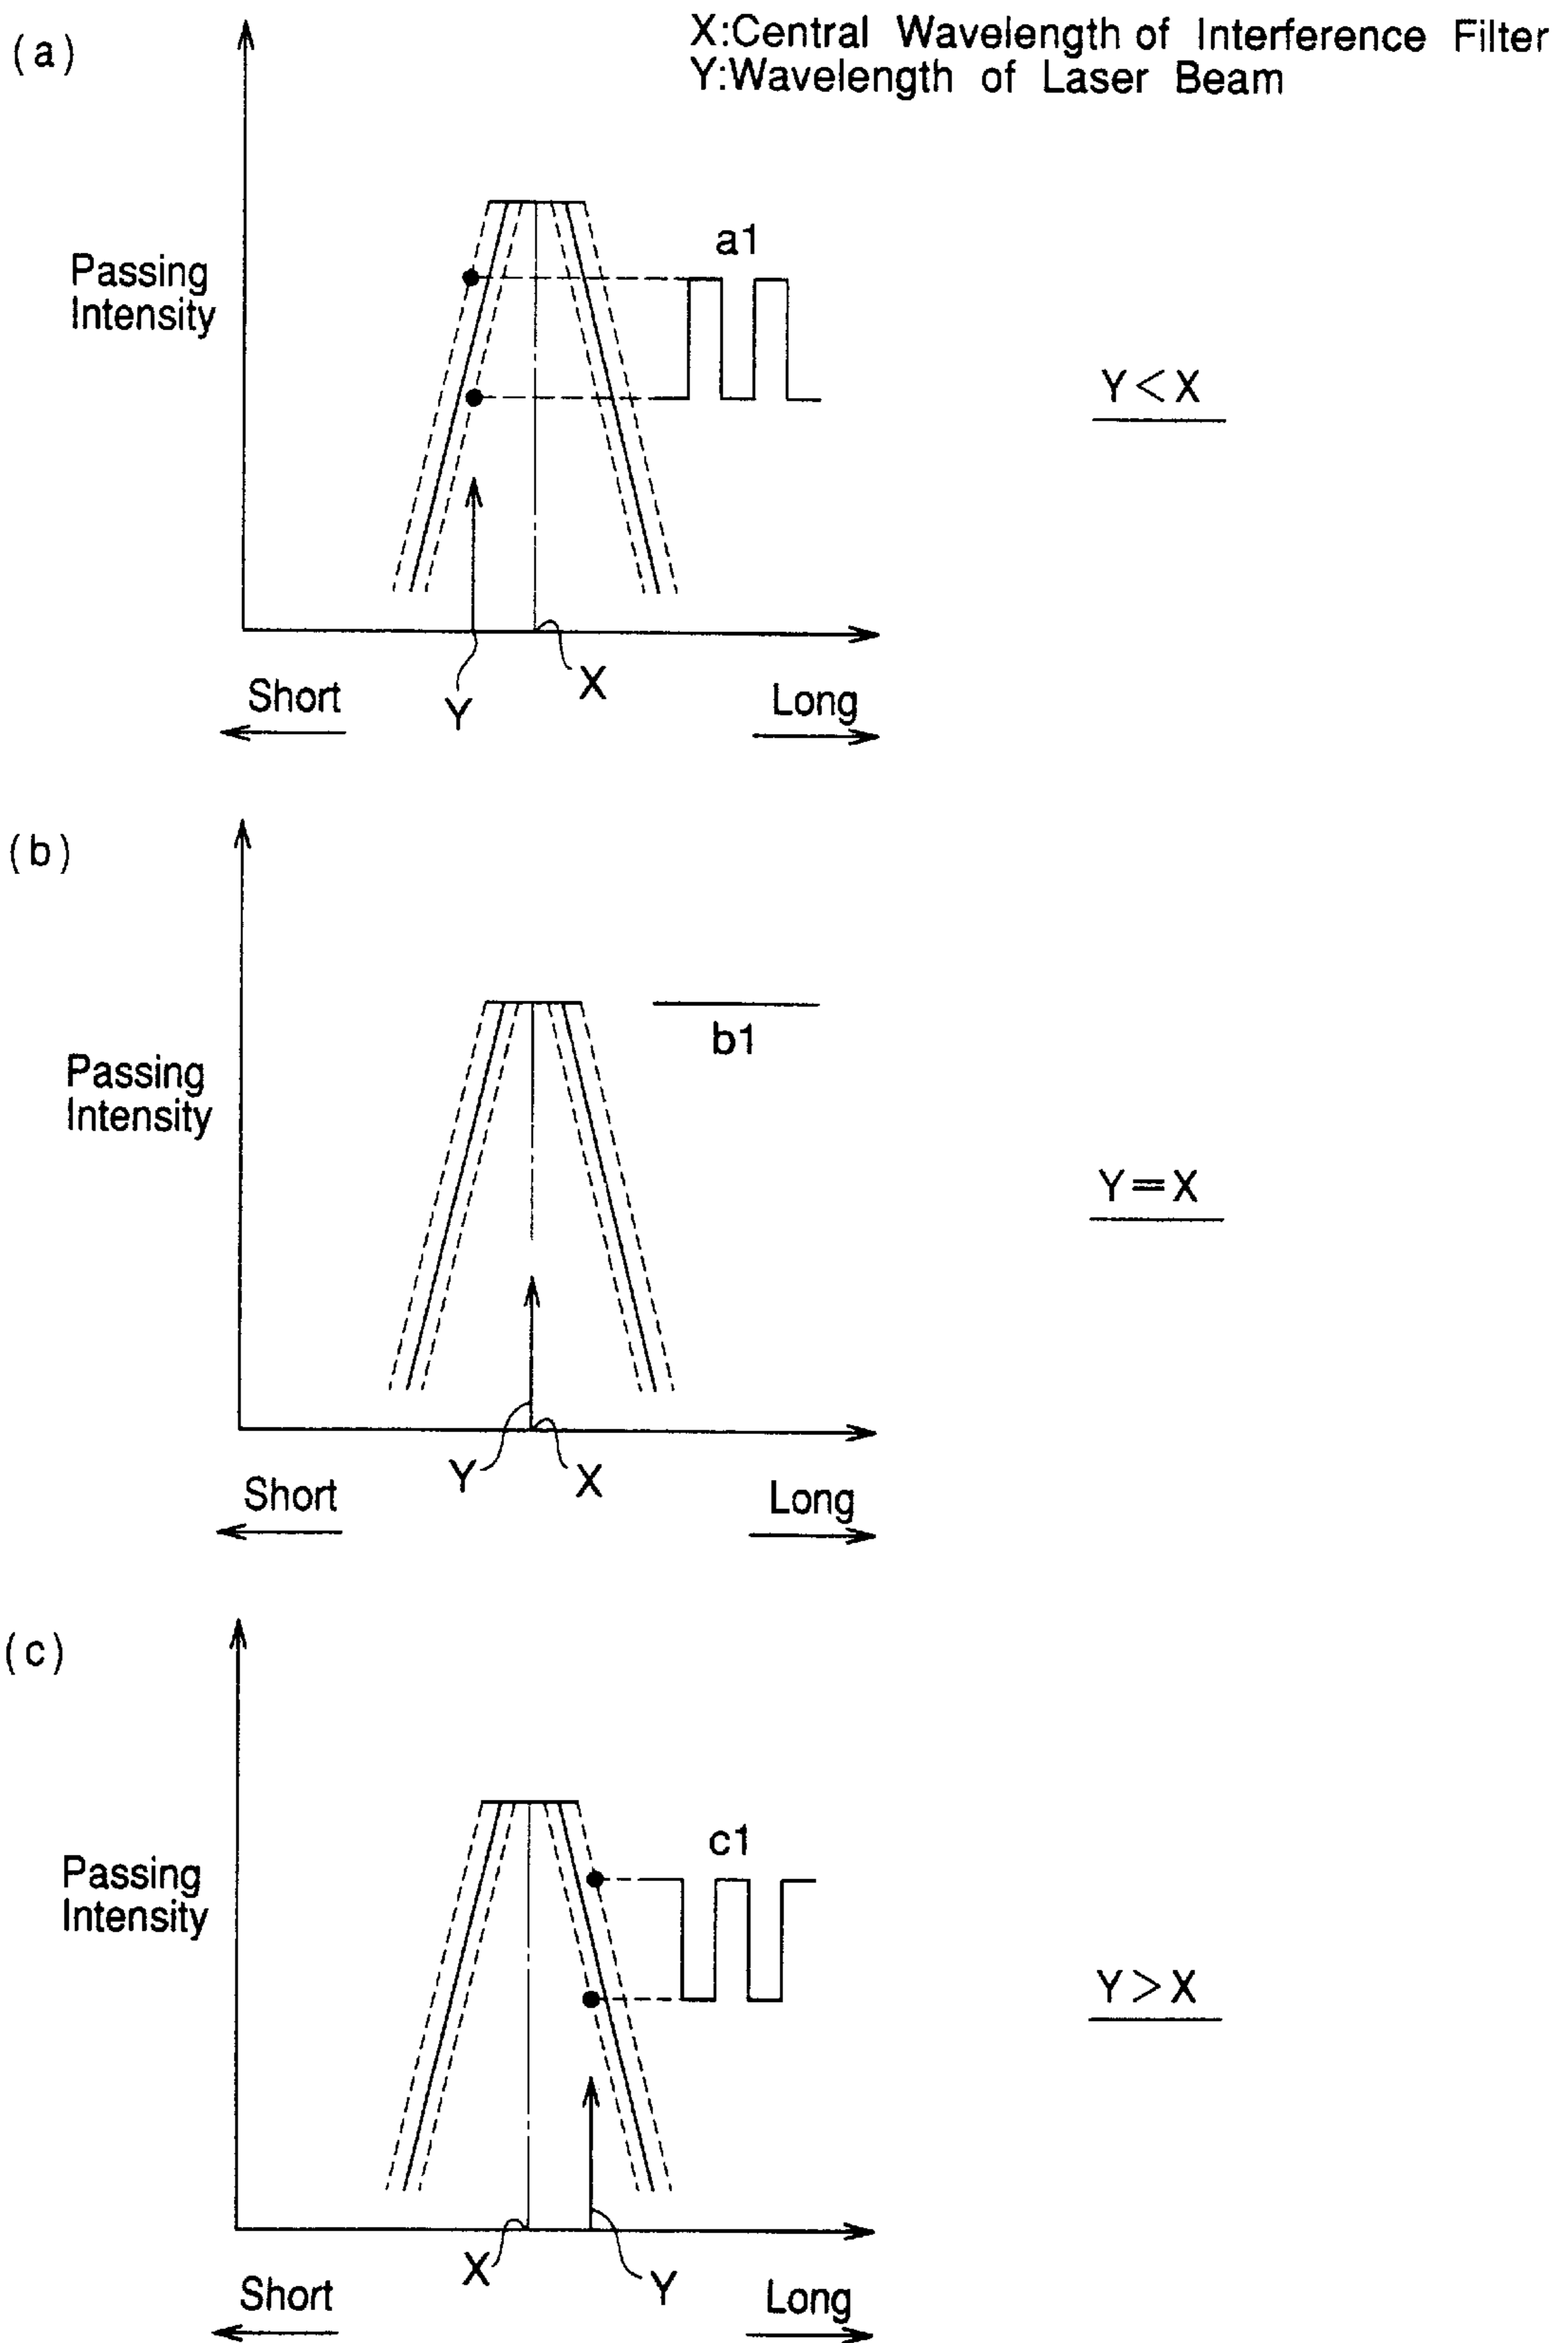 (a)
X:Central Wavelength of Interference Filter
Y:Wavelength of Laser Beam
a1
Passing
Intensity
Y<X
X
Y
Short
Long
(b)
b1
Passing
Intensity
Y=X
Y
X
Short
Long
(c)
c1
Passing
Intensity
Y>X
X
Y
Short
Long